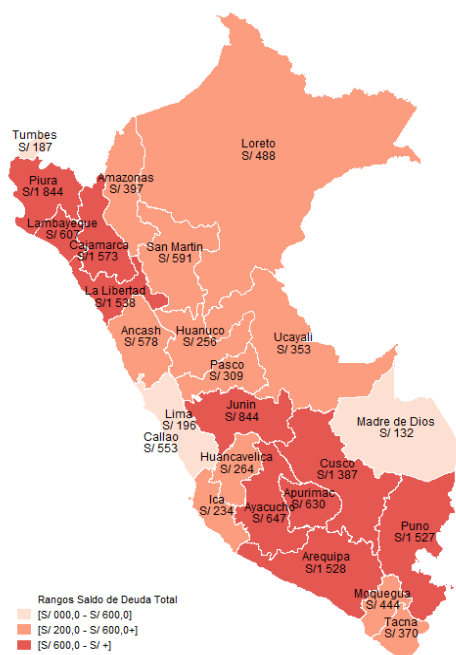 Tumbes
S/ 187
Loreto
S/ 488
Amazonas
S/ 397
Piura
S/1 844
Lambayeque
S/ 607
Cajamarca
S/1 573
San Martin
S/ 591
La Libertad
S/1 538
Ancash
S/ 578
Huanuco
S/ 256
Ucayali
S/ 353
Pasco
S/ 309
Lima
S/ 196
Callao
S/ 553
Junin
S/ 844
Madre de Dios
S/ 132
Huancavelica
S/ 264
Cusco
S/1 387
Ica
S/ 234
Ayacucho
S/ 647
Apurimac
S/ 630
Puno
S/1 527
Arequipa
S/1 528
Moquegua
S/ 444
Tacna
S/ 370
Rangos Saldo de Deuda Total
[S/ 000,0 - S/ 600,0]
[S/ 200,0 - S/ 600,0+]
[S/ 600,0 - S/ +]